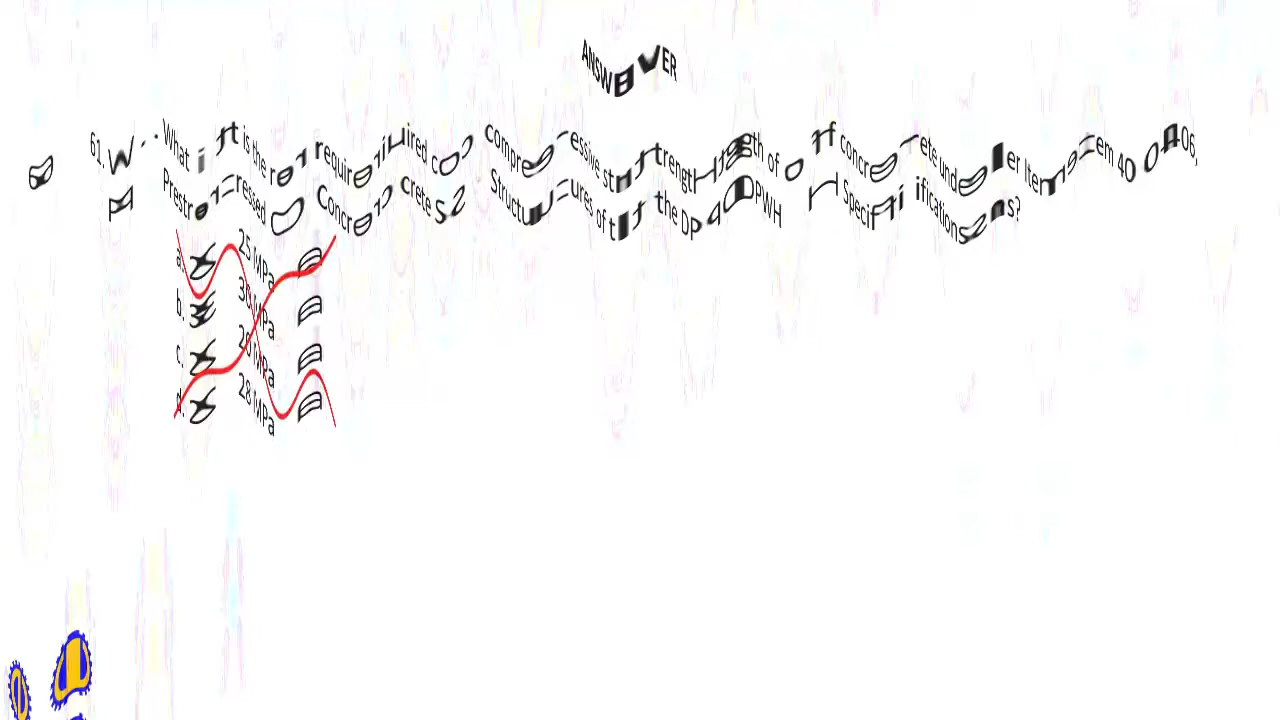 ANSWER
61. What is the required compressive strength of concrete under Item 406,
Prestressed Concrete Structures of the DPWH Specifications?
a. 25 MPa
b. 30 MPa
c. 20 MPa
d. 28 MPa